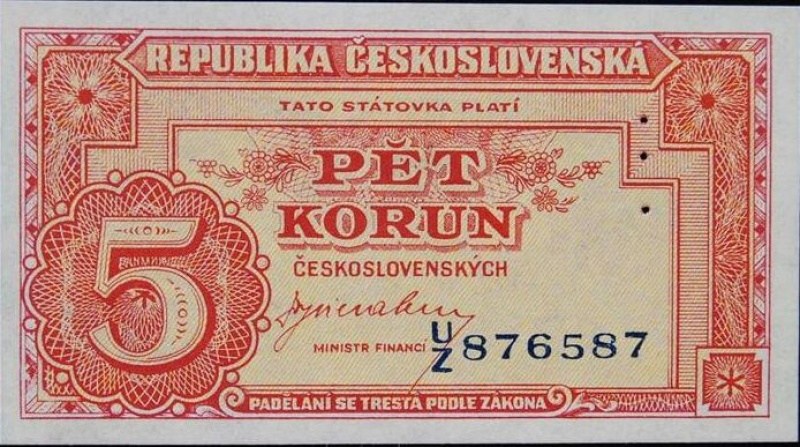 REPUBLIKA ČESKOSLOVENSKÁ
TATO STÁTOVKA PLATÍ
PĚT
KORUN
ČESKOSLOVENSKÝCH
5
MINISTR FINANCÍ
U/Z 876587
PADĚLÁNÍ SE TRESTÁ PODLE ZÁKONA